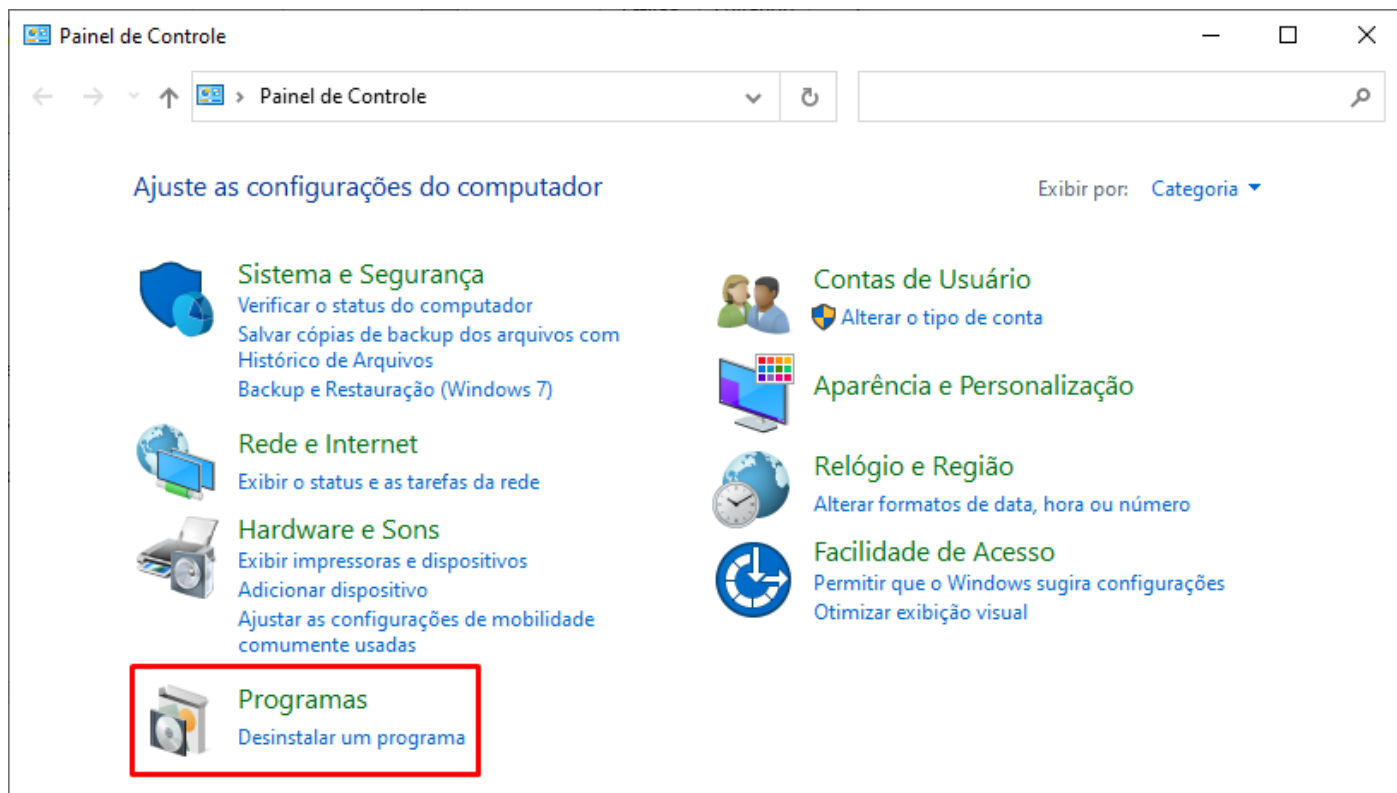 Painel de Controle
Painel de Controle
Ajuste as configurações do computador
Exibir por: Categoria
Sistema e Segurança
Verificar o status do computador
Salvar cópias de backup dos arquivos com
Histórico de Arquivos
Backup e Restauração (Windows 7)
Rede e Internet
Exibir o status e as tarefas da rede
Hardware e Sons
Exibir impressoras e dispositivos
Adicionar dispositivo
Ajustar as configurações de mobilidade
comumente usadas
Programas
Desinstalar um programa
Contas de Usuário
Alterar o tipo de conta
Aparência e Personalização
Relógio e Região
Alterar formatos de data, hora ou número
Facilidade de Acesso
Permitir que o Windows sugira configurações
Otimizar exibição visual